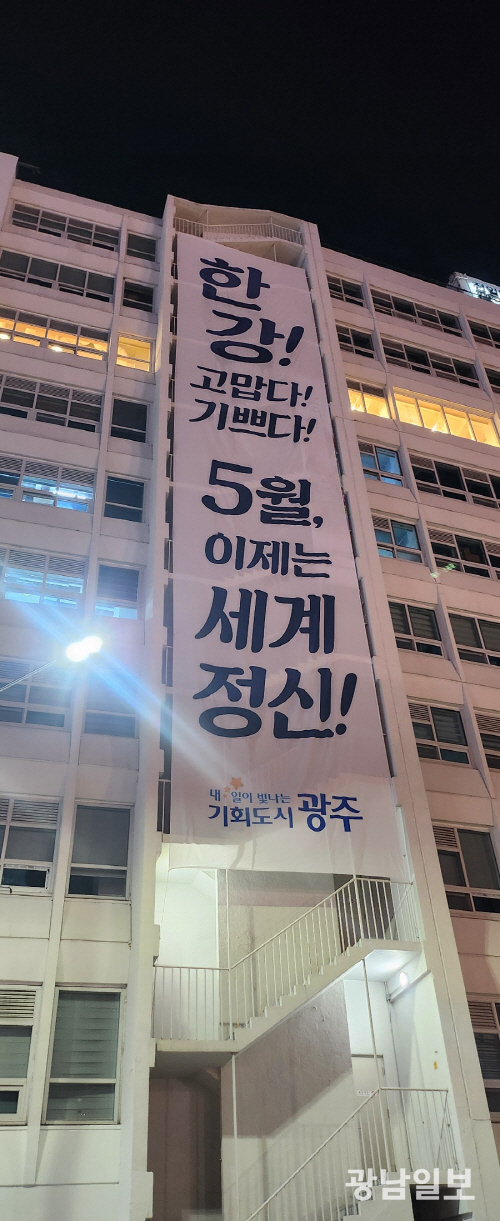 한
강!
고맙다!
기쁘다!
5월,
이제는
세계
정신!
내☆일이 빛나는
기회도시 광주
광남일보